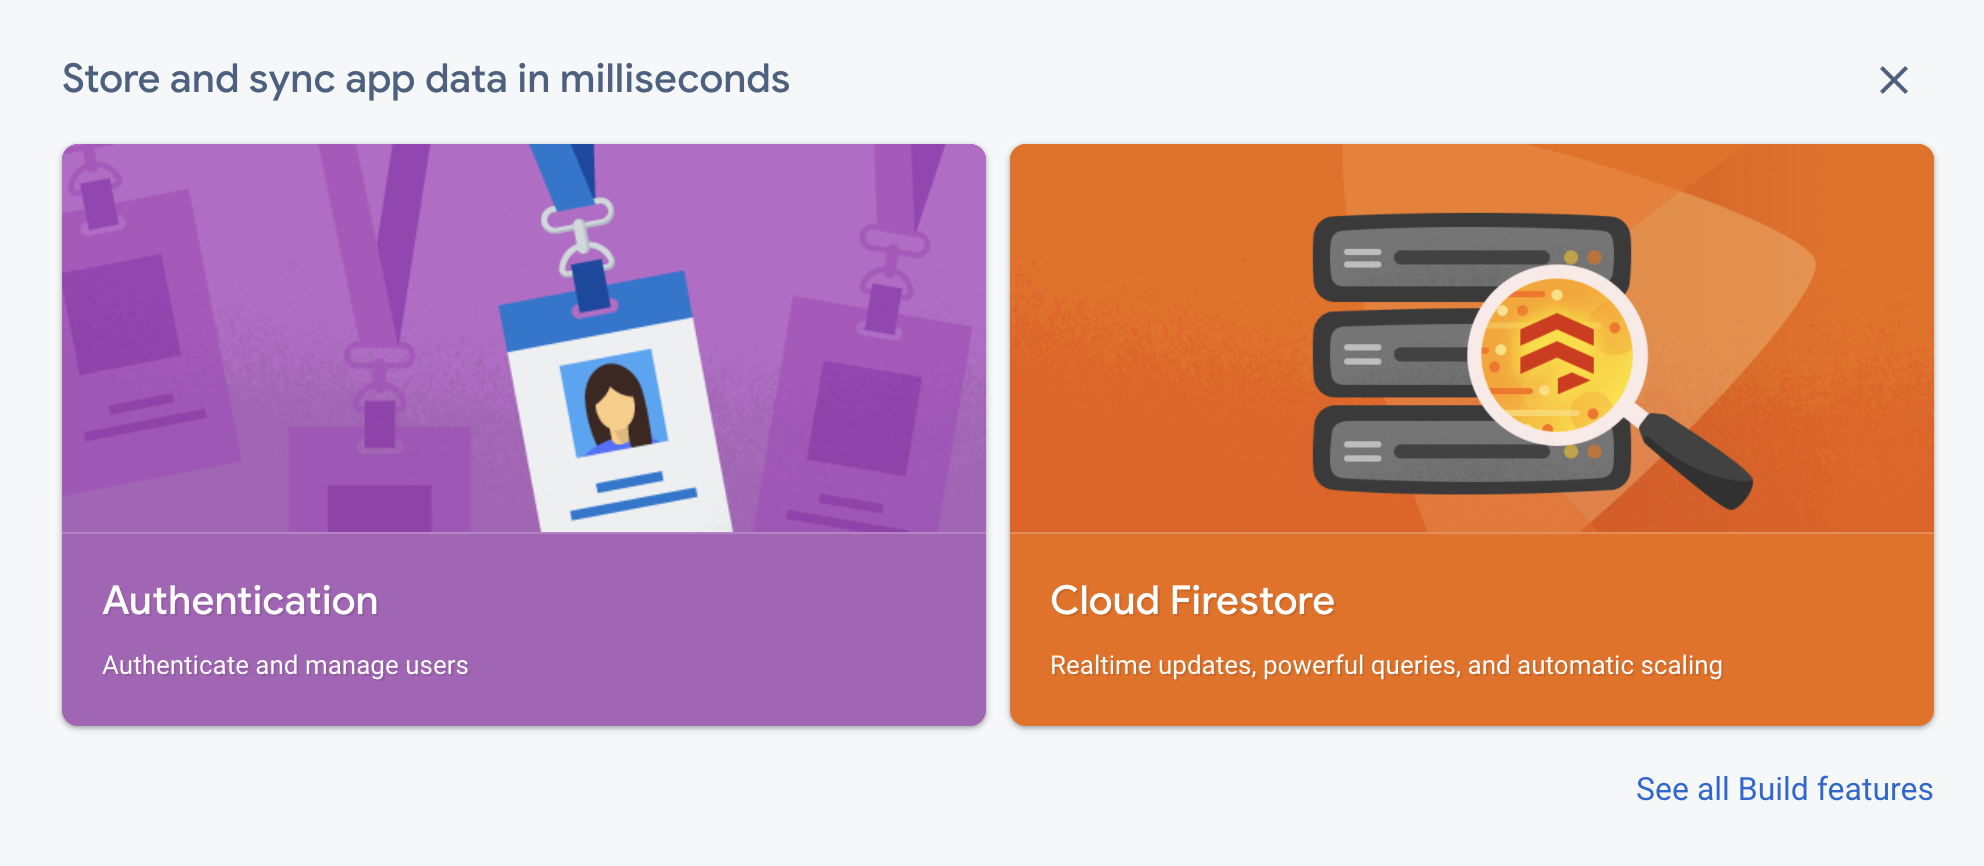 Store and sync app data in milliseconds
Authentication
Authenticate and manage users
Cloud Firestore
Realtime updates, powerful queries, and automatic scaling
See all Build features